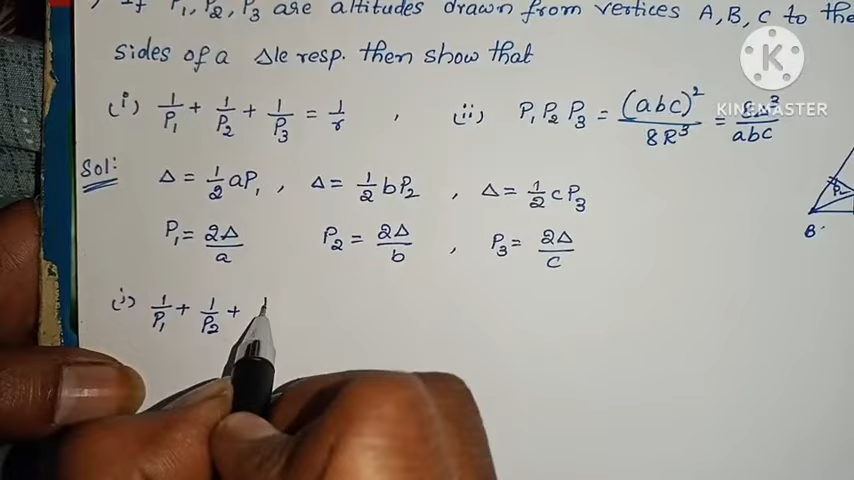 If P₁, P₂, P₃ are altitudes drawn from vertices A, B, C to the
sides of a Δle resp. then show that
(i) 1/P₁ + 1/P₂ + 1/P₃ = 1/r , (ii) P₁P₂P₃ = (abc)²/8R³ = 8Δ³/abc
KINEMASTER
Sol: Δ = 1/2 aP₁ , Δ = 1/2 bP₂ , Δ = 1/2 cP₃
P₁ = 2Δ/a P₂ = 2Δ/b , P₃ = 2Δ/c
P₂
B
(i) 1/P₁ + 1/P₂ + 1